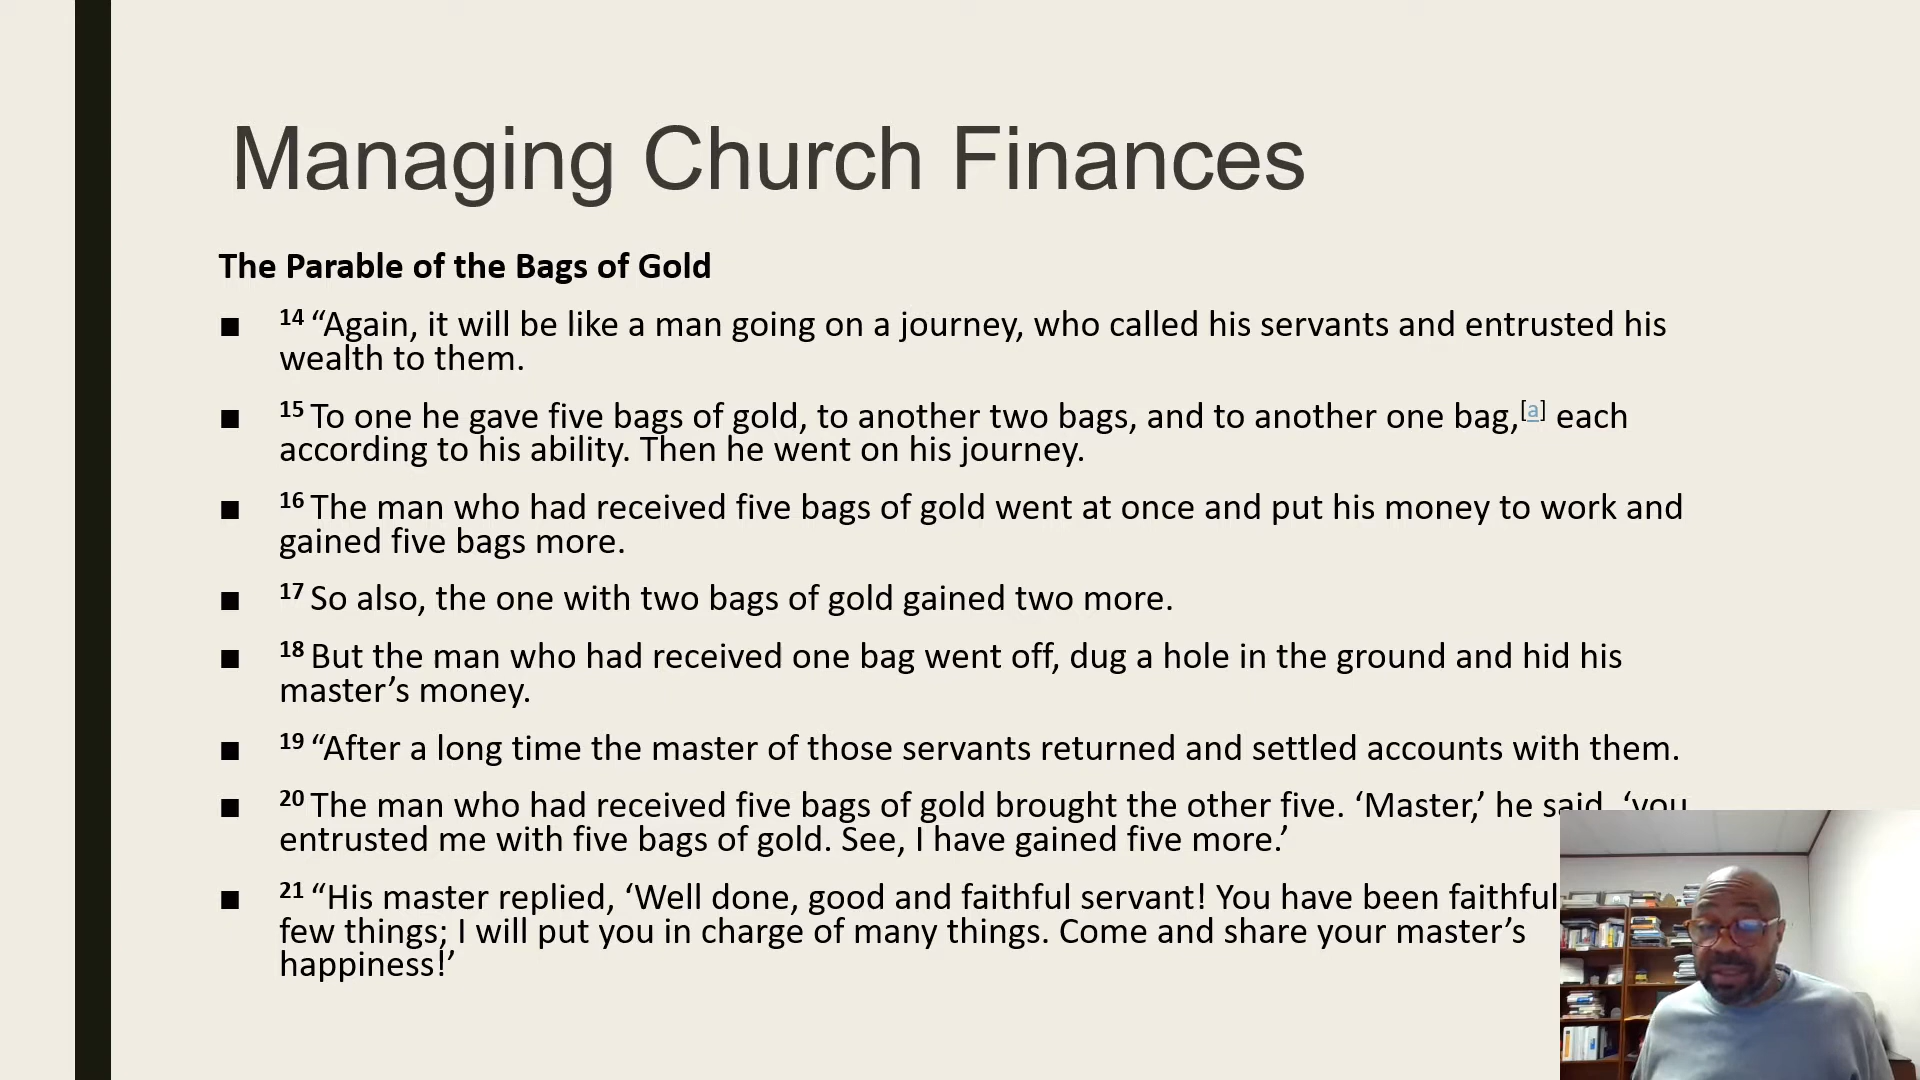 Managing Church Finances
The Parable of the Bags of Gold
■ 14 “Again, it will be like a man going on a journey, who called his servants and entrusted his
wealth to them.
■ 15 To one he gave five bags of gold, to another two bags, and to another one bag,[a] each
according to his ability. Then he went on his journey.
■ 16 The man who had received five bags of gold went at once and put his money to work and
gained five bags more.
■ 17 So also, the one with two bags of gold gained two more.
■ 18 But the man who had received one bag went off, dug a hole in the ground and hid his
master’s money.
■ 19 “After a long time the master of those servants returned and settled accounts with them.
■ 20 The man who had received five bags of gold brought the other five. ‘Master,’ he said, ‘you
entrusted me with five bags of gold. See, I have gained five more.’
■ 21 “His master replied, ‘Well done, good and faithful servant! You have been faithful
few things; I will put you in charge of many things. Come and share your master’s
happiness!’